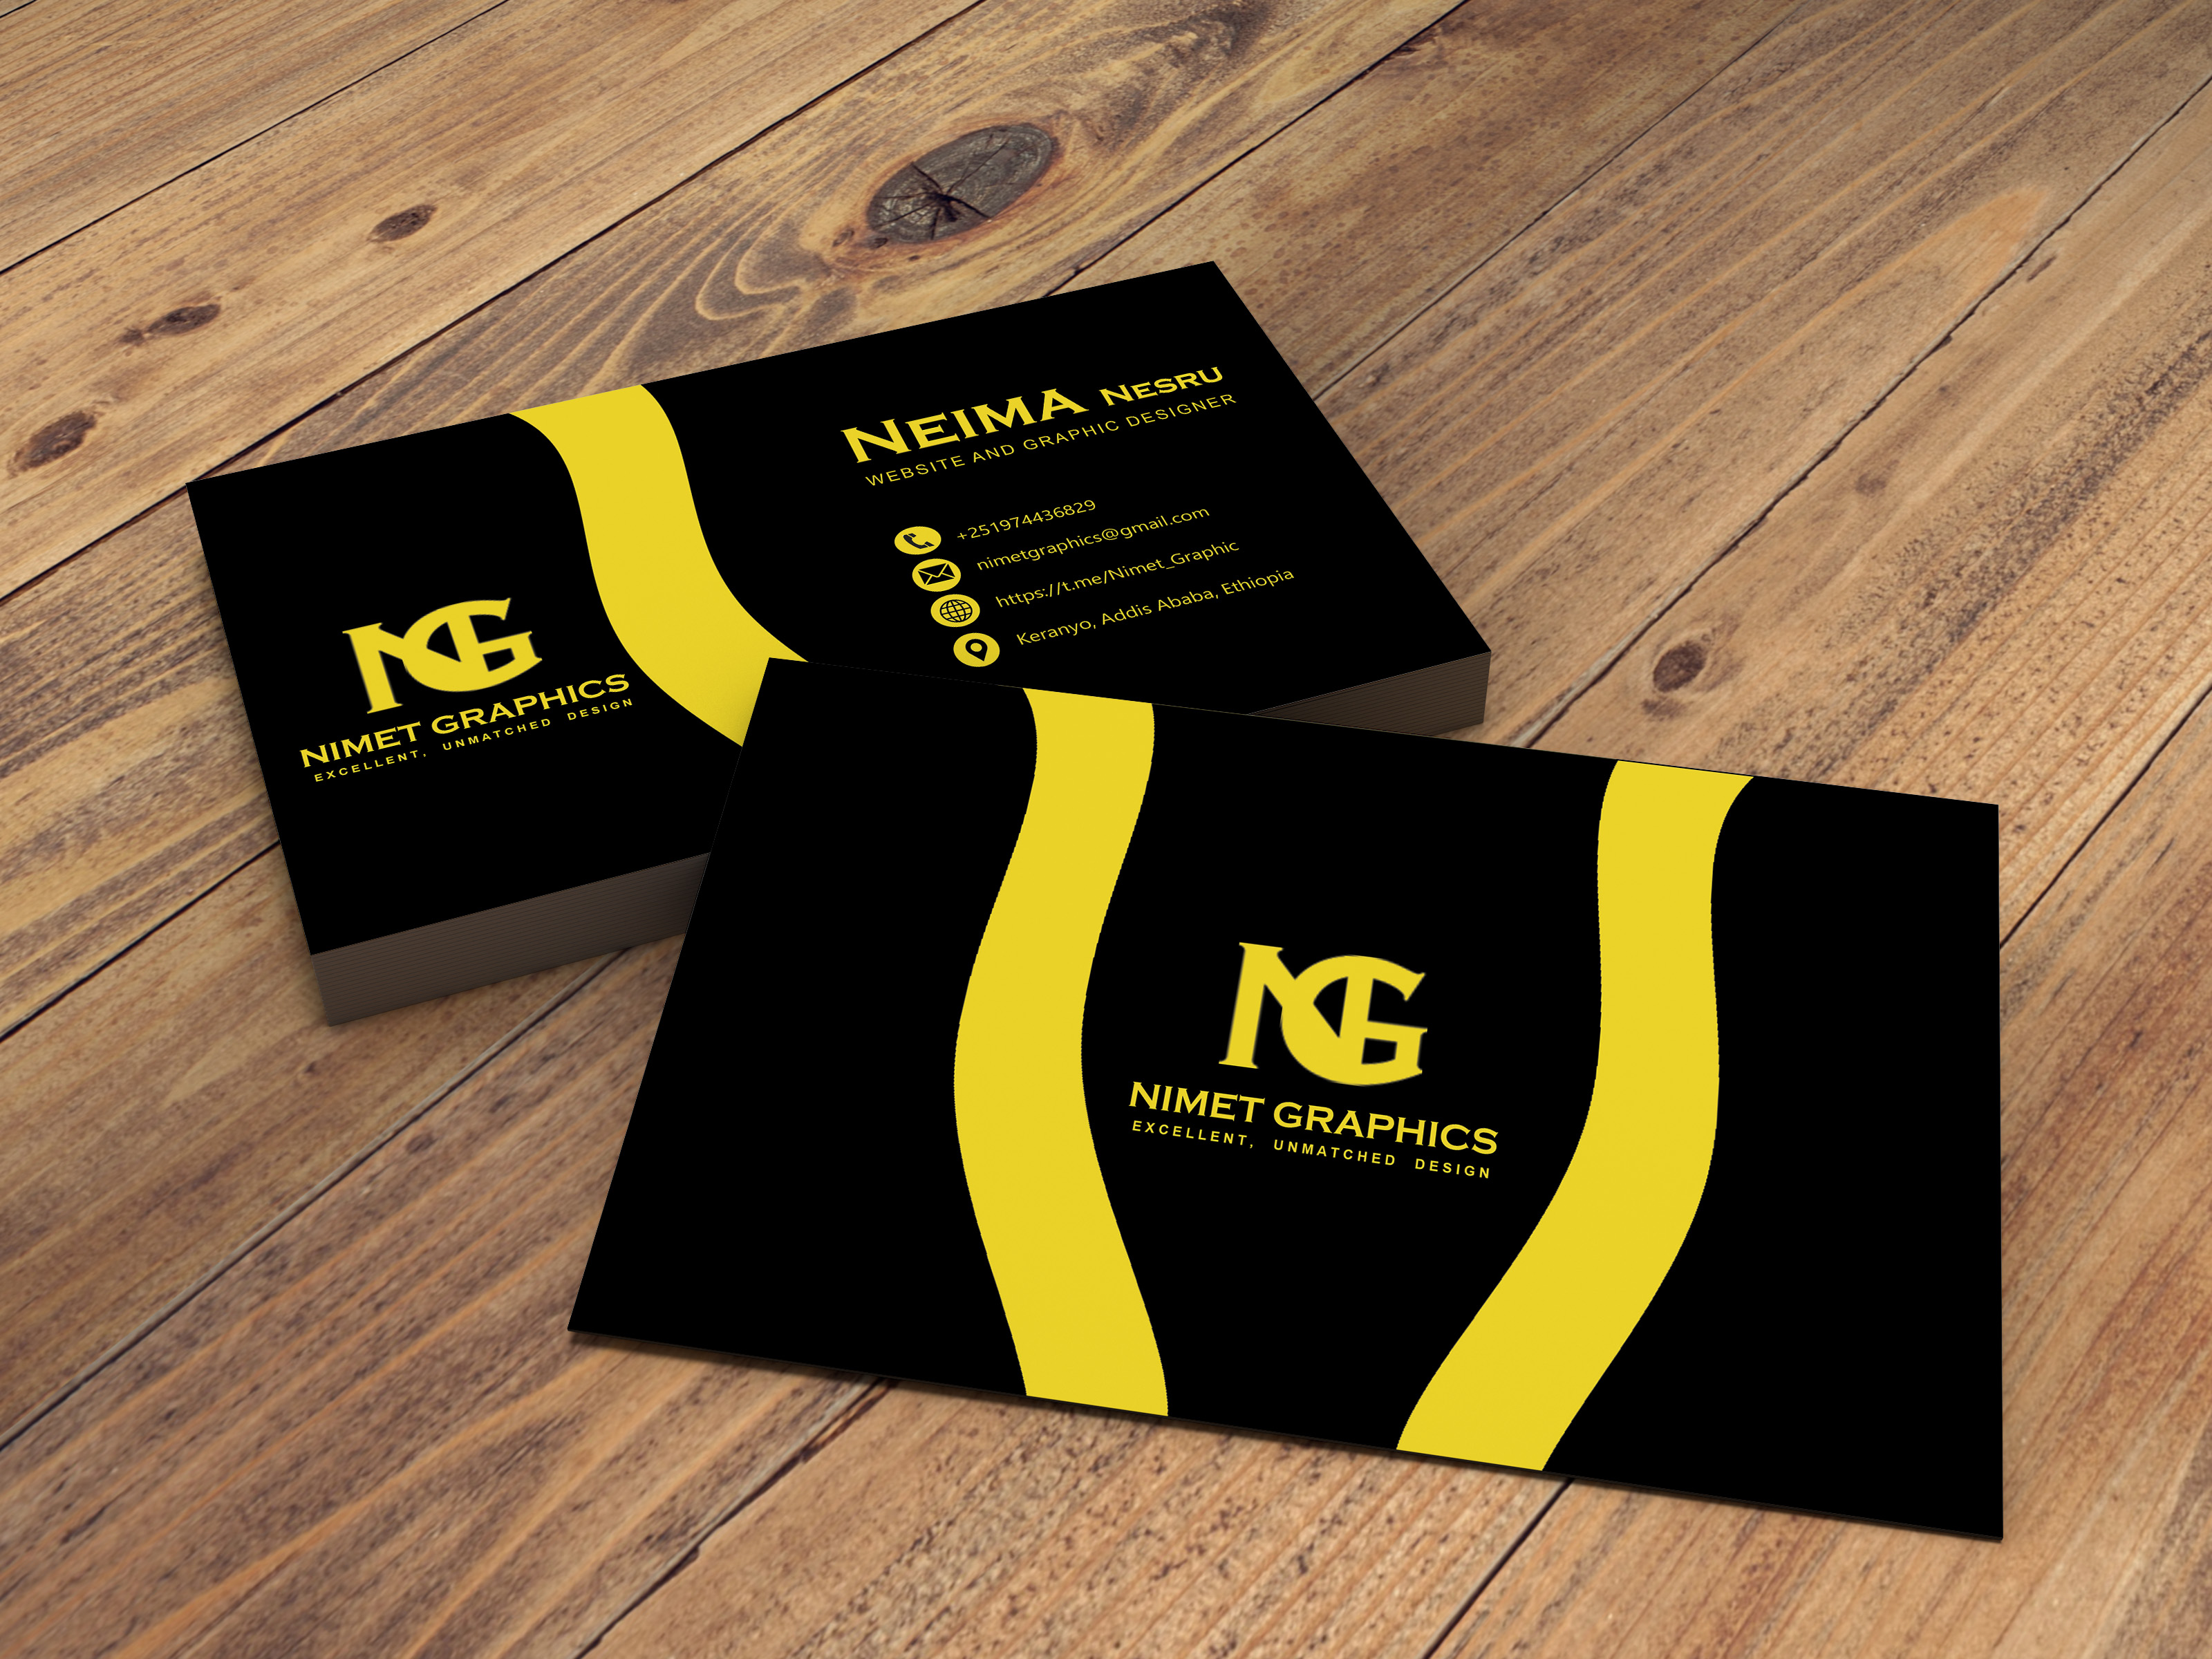 NEIMA NESRU
WEBSITE AND GRAPHIC DESIGNER
+251974436829
nimetgraphics@gmail.com
https://t.me/Nimet_Graphic
Keranyo, Addis Ababa, Ethiopia
NG
NIMET GRAPHICS
EXCELLENT, UNMATCHED DESIGN
NG
NIMET GRAPHICS
EXCELLENT, UNMATCHED DESIGN